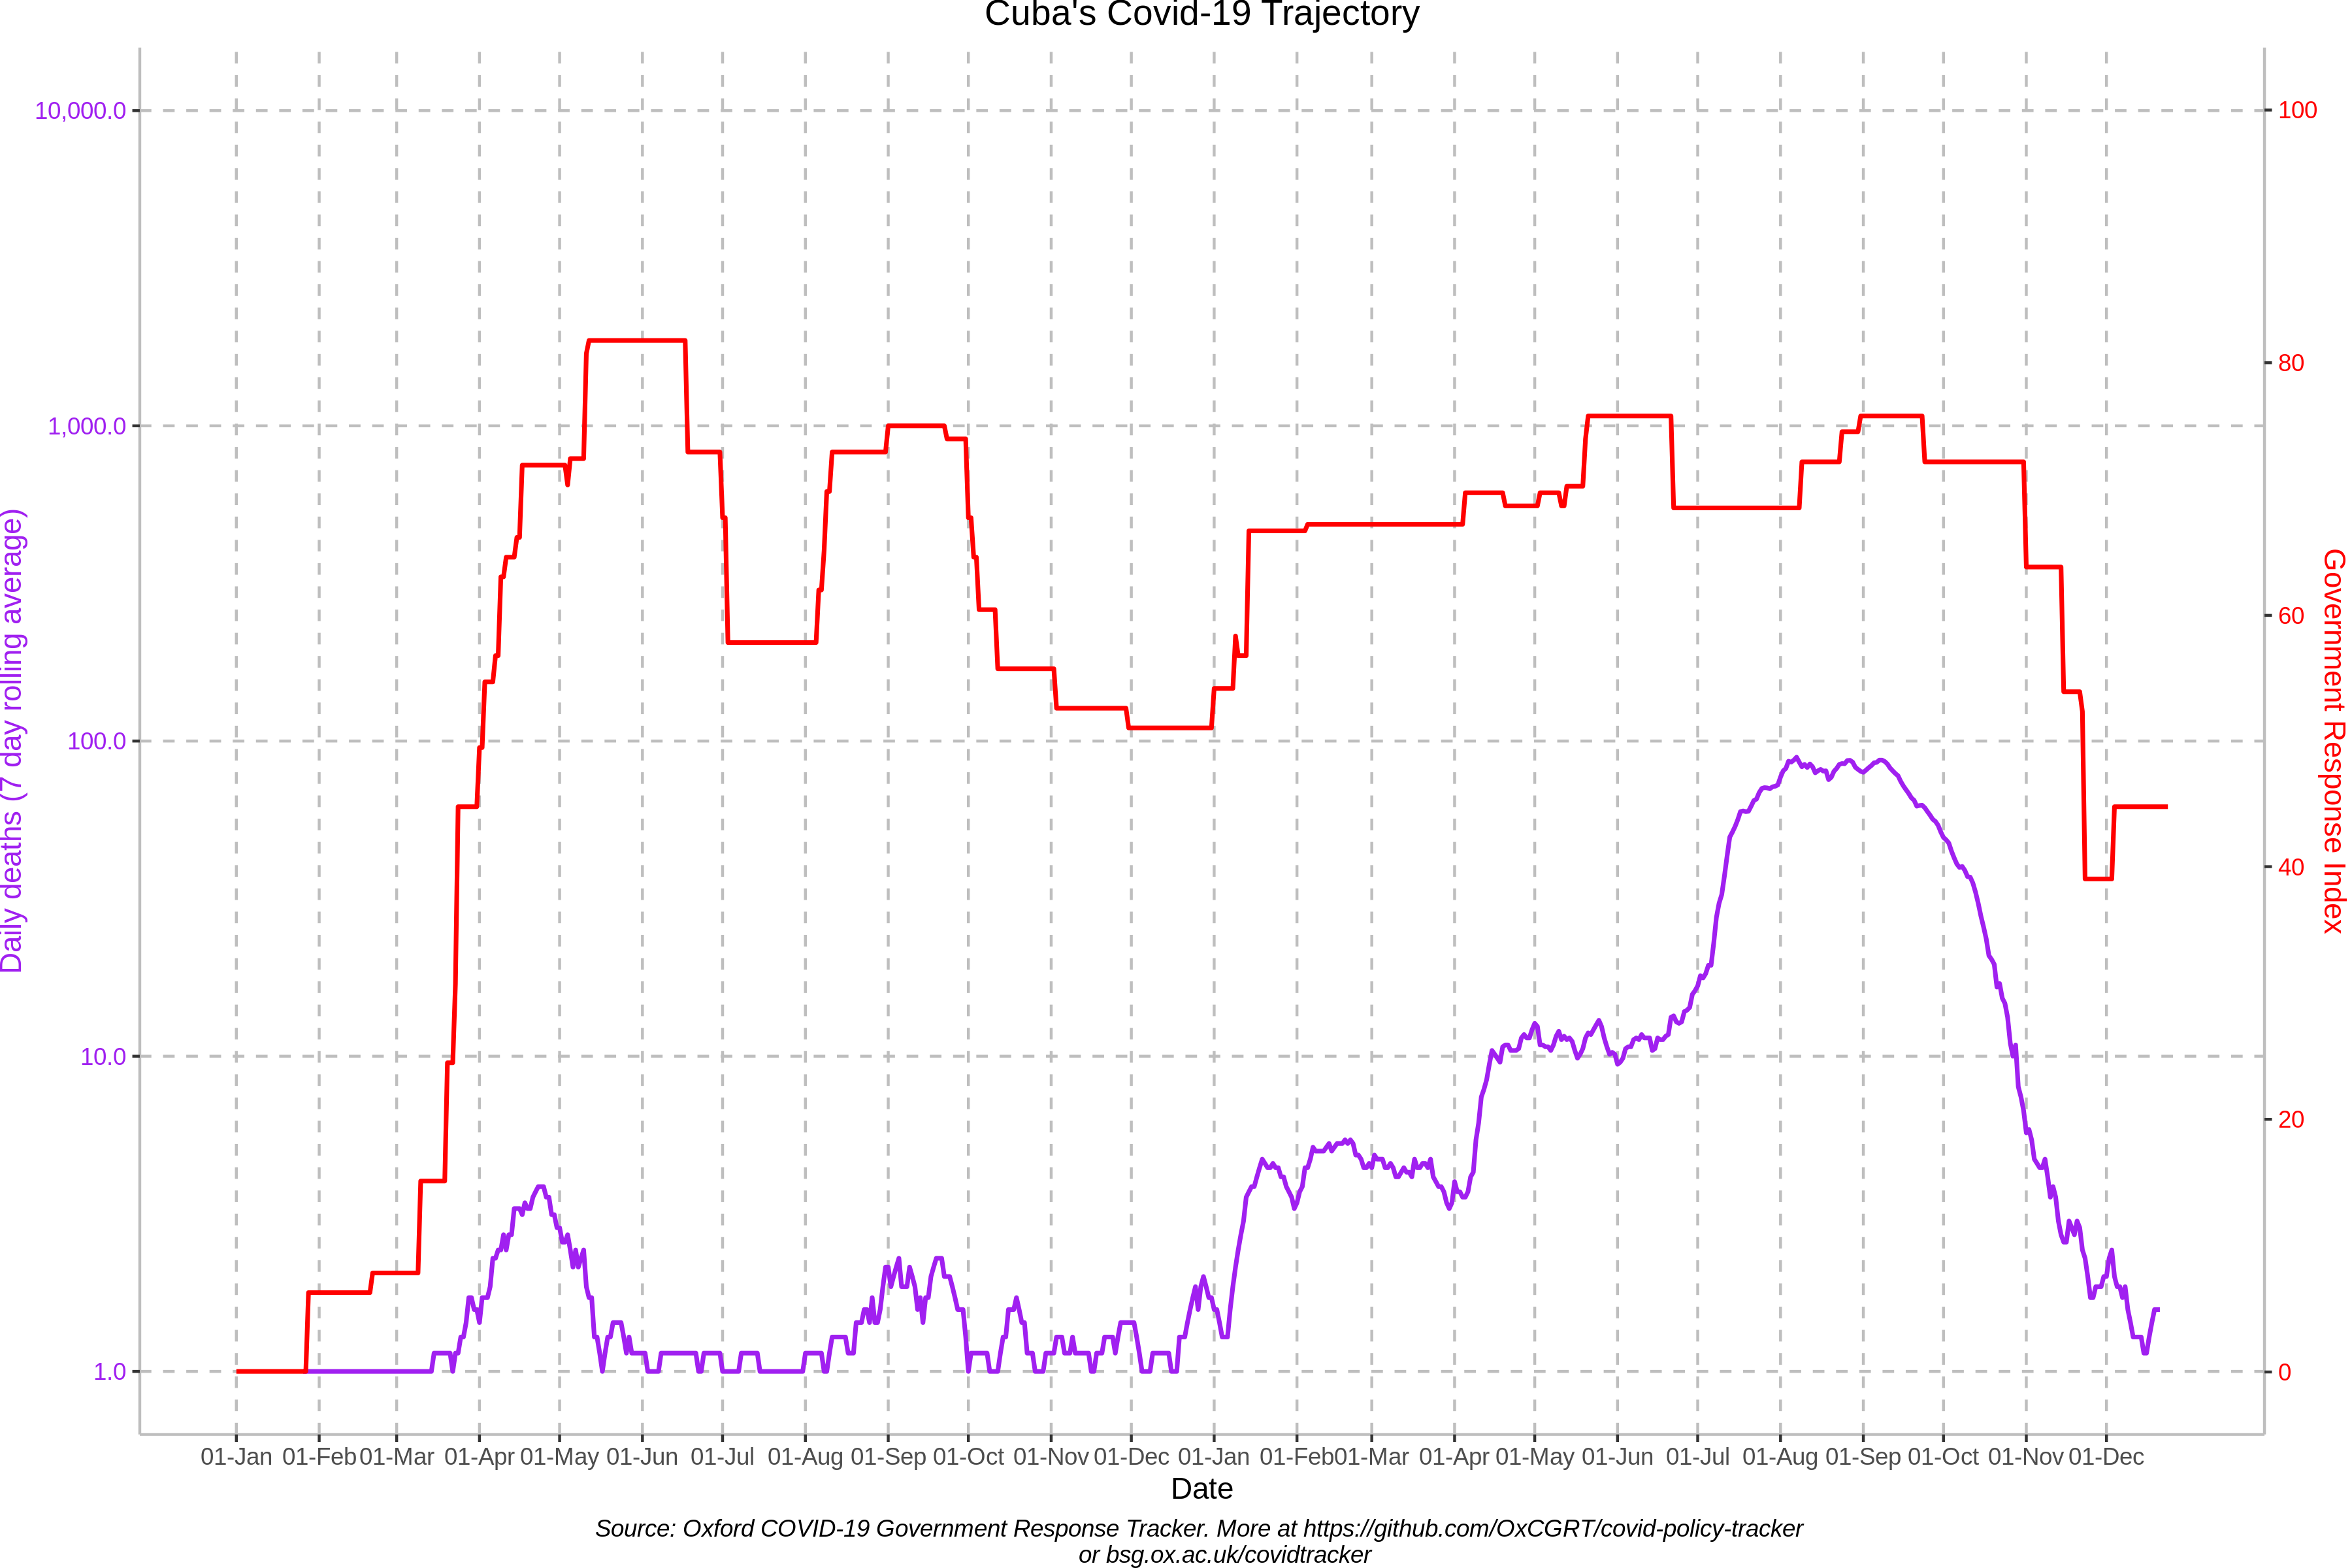 Cuba's Covid-19 Trajectory
10,000.0
1,000.0
100.0
10.0
1.0
Daily deaths (7 day rolling average)
100
80
60
40
20
0
Government Response Index
01-Jan 01-Feb 01-Mar 01-Apr 01-May 01-Jun 01-Jul 01-Aug 01-Sep 01-Oct 01-Nov 01-Dec 01-Jan 01-Feb 01-Mar 01-Apr 01-May 01-Jun 01-Jul 01-Aug 01-Sep 01-Oct 01-Nov 01-Dec
Date
Source: Oxford COVID-19 Government Response Tracker. More at https://github.com/OxCGRT/covid-policy-tracker
or bsg.ox.ac.uk/covidtracker